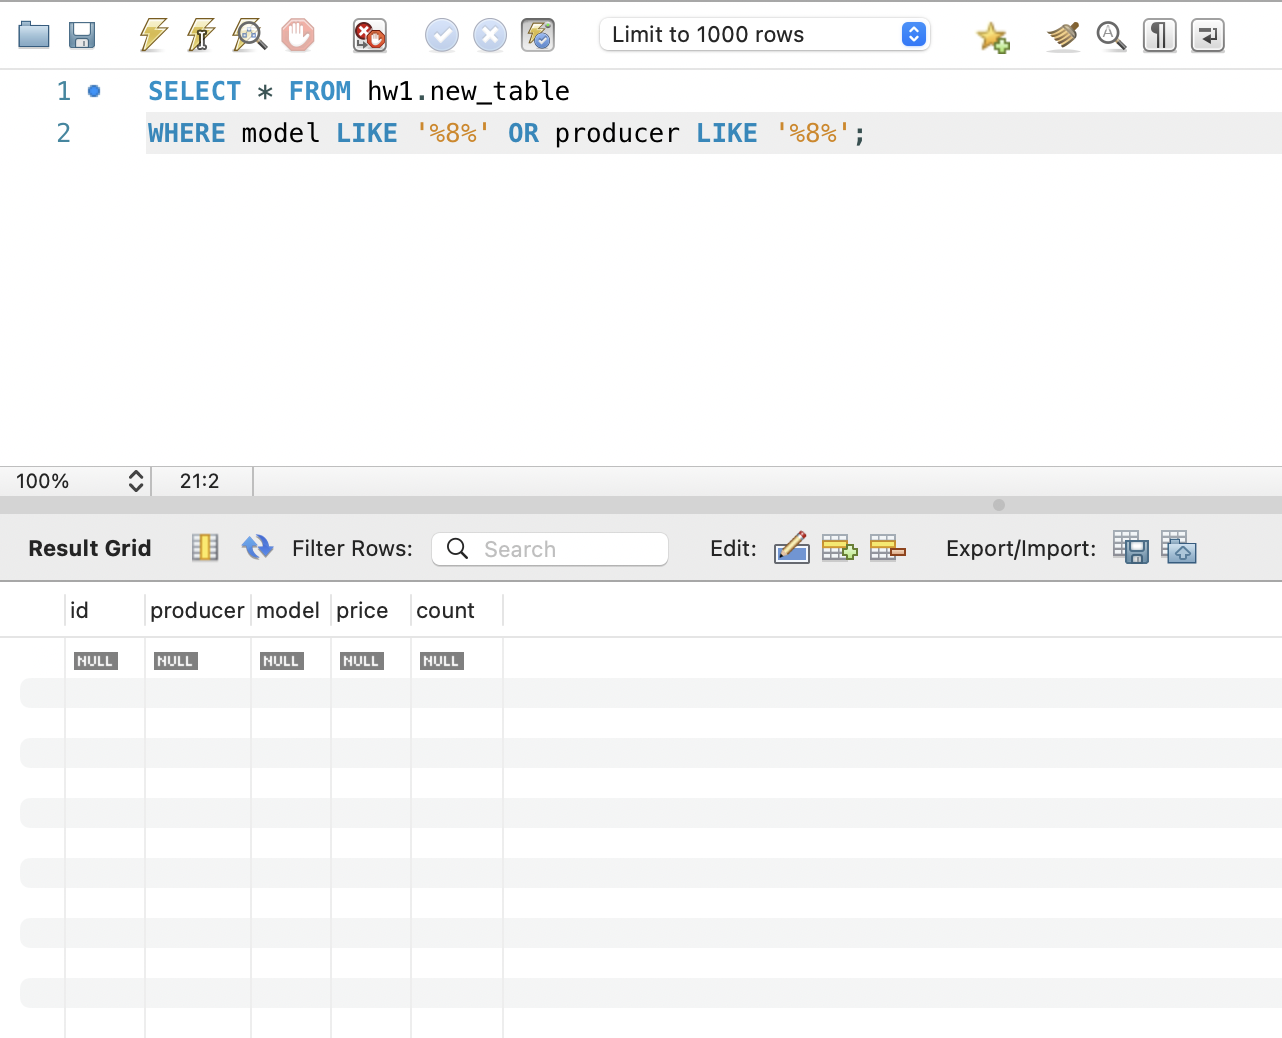 Limit to 1000 rows
1 SELECT * FROM hw1.new_table
2 WHERE model LIKE '%8%' OR producer LIKE '%8%';
100% 21:2
Result Grid Filter Rows: Search Edit: Export/Import:
id producer model price count
NULL NULL NULL NULL NULL